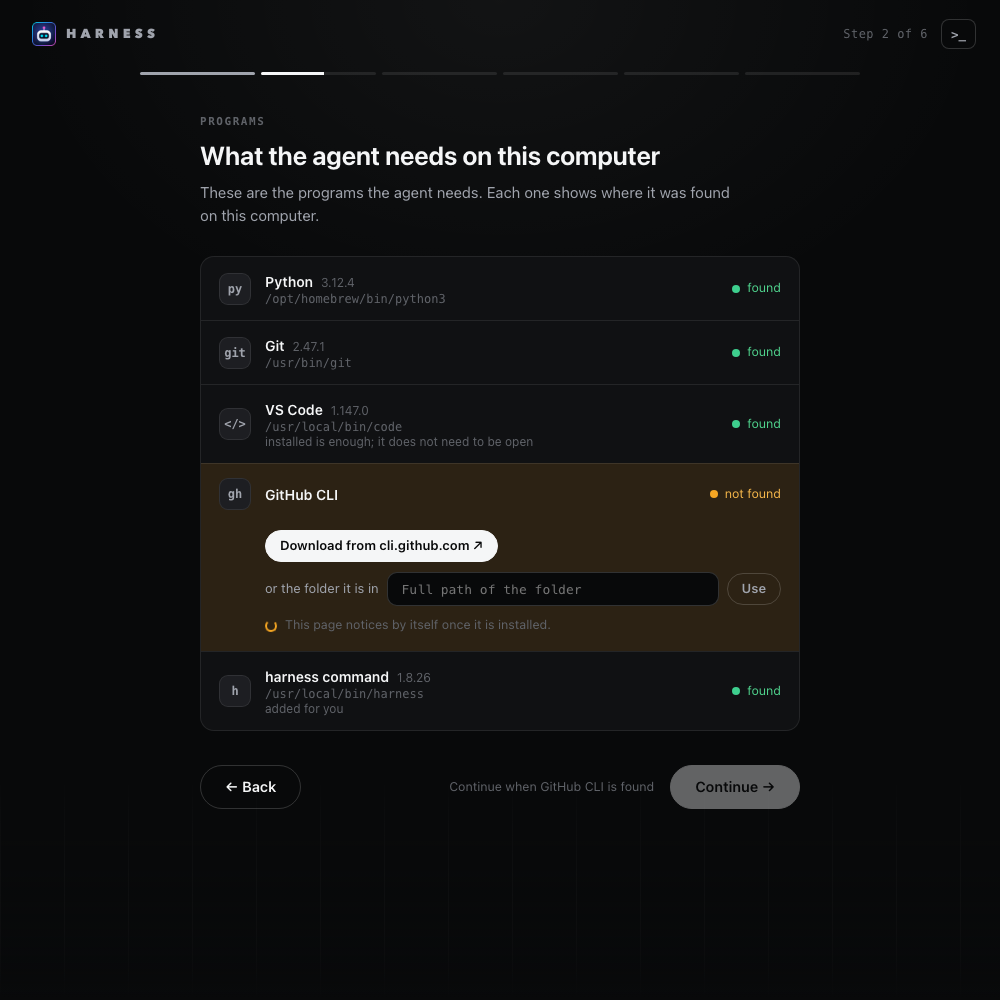 HARNESS
Step 2 of 6
>_
PROGRAMS
What the agent needs on this computer
These are the programs the agent needs. Each one shows where it was found
on this computer.
py
Python 3.12.4
/opt/homebrew/bin/python3
found
git
Git 2.47.1
/usr/bin/git
found
</>
VS Code 1.147.0
/usr/local/bin/code
installed is enough; it does not need to be open
found
gh
GitHub CLI
not found
Download from cli.github.com ↗
or the folder it is in
Full path of the folder
Use
This page notices by itself once it is installed.
h
harness command 1.8.26
/usr/local/bin/harness
added for you
found
← Back
Continue when GitHub CLI is found
Continue →